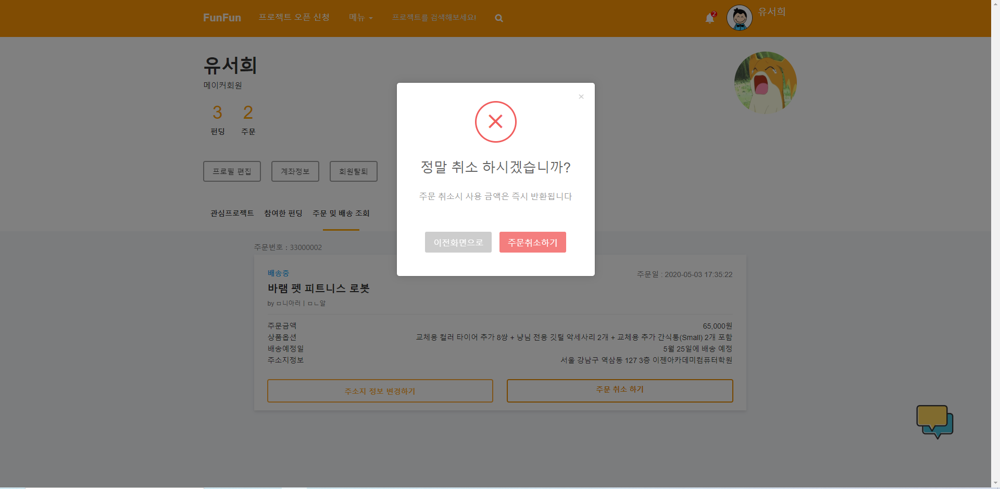 FunFun 프로젝트 오픈 신청 메뉴 프로젝트를 검색해보세요! 2 유서희
유서희
메이커회원
3 2
펀딩 주문
프로필 편집 계좌정보 회원탈퇴
관심프로젝트 참여한 펀딩 주문 및 배송 조회
×
정말 취소 하시겠습니까?
주문 취소시 사용 금액은 즉시 반환됩니다
이전화면으로 주문취소하기
주문번호 : 33000002
배송중 주문일 : 2020-05-03 17:35:22
바램 펫 피트니스 로봇
by ㅁ니아러 | ㅁㄴ알
주문금액 65,000원
상품옵션 교체용 컬러 타이어 추가 8쌍 + 냥님 전용 깃털 악세사리 2개 + 교체용 추가 간식통(Small) 2개 포함
배송예정일 5월 25일에 배송 예정
주소지정보 서울 강남구 역삼동 127 3층 이젠아카데미컴퓨터학원
주소지 정보 변경하기 주문 취소 하기